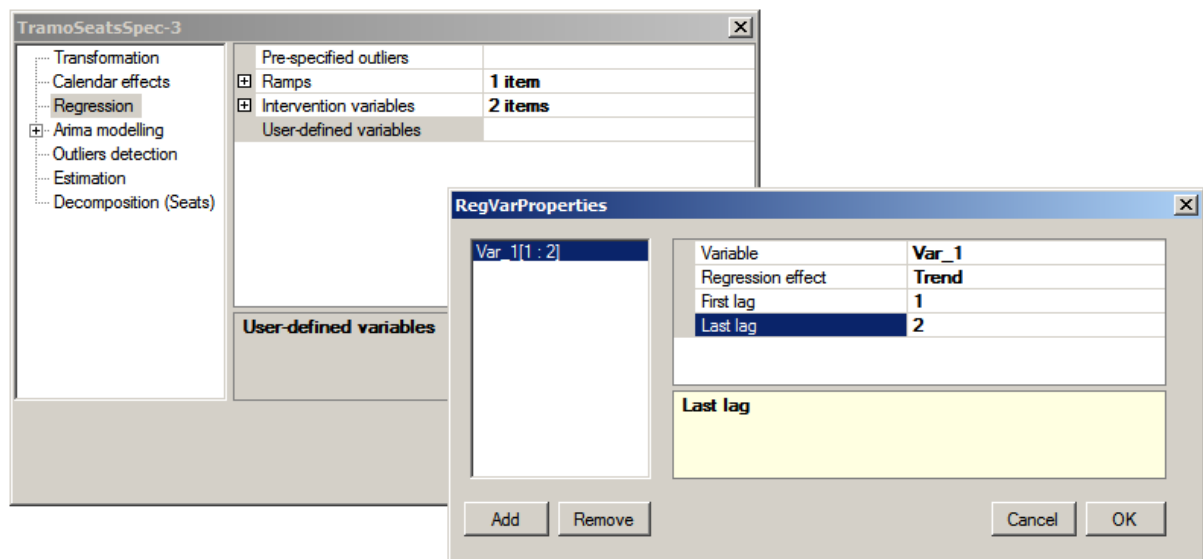 TramoSeatsSpec-3
Transformation
Calendar effects
Regression
Arima modelling
Outliers detection
Estimation
Decomposition (Seats)
Pre-specified outliers
Ramps 1 item
Intervention variables 2 items
User-defined variables
User-defined variables
RegVarProperties
Var_1[1 : 2]
Variable Var_1
Regression effect Trend
First lag 1
Last lag 2
Last lag
Add Remove Cancel OK